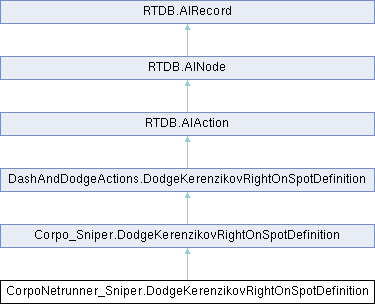 RTDB.AIRecord
RTDB.AINode
RTDB.AIAction
DashAndDodgeActions.DodgeKerenzikovRightOnSpotDefinition
Corpo_Sniper.DodgeKerenzikovRightOnSpotDefinition
CorpoNetrunner_Sniper.DodgeKerenzikovRightOnSpotDefinition